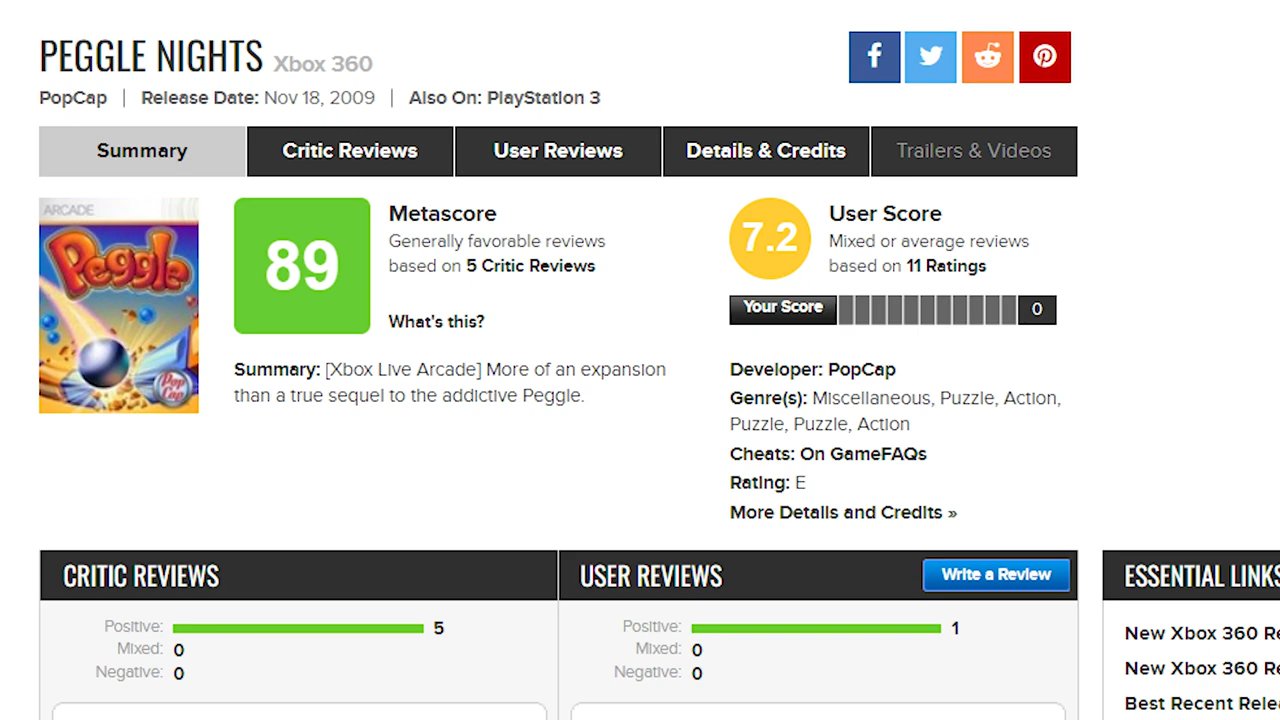 PEGGLE NIGHTS Xbox 360
PopCap | Release Date: Nov 18, 2009 | Also On: PlayStation 3
Summary Critic Reviews User Reviews Details & Credits Trailers & Videos
ARCADE
Peggle
Pop Cap
89
Metascore
Generally favorable reviews
based on 5 Critic Reviews
What's this?
Summary: [Xbox Live Arcade] More of an expansion
than a true sequel to the addictive Peggle.
7.2
User Score
Mixed or average reviews
based on 11 Ratings
Your Score 0
Developer: PopCap
Genre(s): Miscellaneous, Puzzle, Action,
Puzzle, Puzzle, Action
Cheats: On GameFAQs
Rating: E
More Details and Credits »
CRITIC REVIEWS
Positive: 5
Mixed: 0
Negative: 0
USER REVIEWS Write a Review
Positive: 1
Mixed: 0
Negative: 0
ESSENTIAL LINKS
New Xbox 360 Re
New Xbox 360 Re
Best Recent Rele